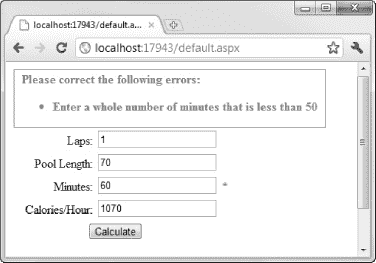 localhost:17943/default.a...
localhost:17943/default.aspx
Please correct the following errors:
• Enter a whole number of minutes that is less than 50
Laps: 1
Pool Length: 70
Minutes: 60 *
Calories/Hour: 1070
Calculate